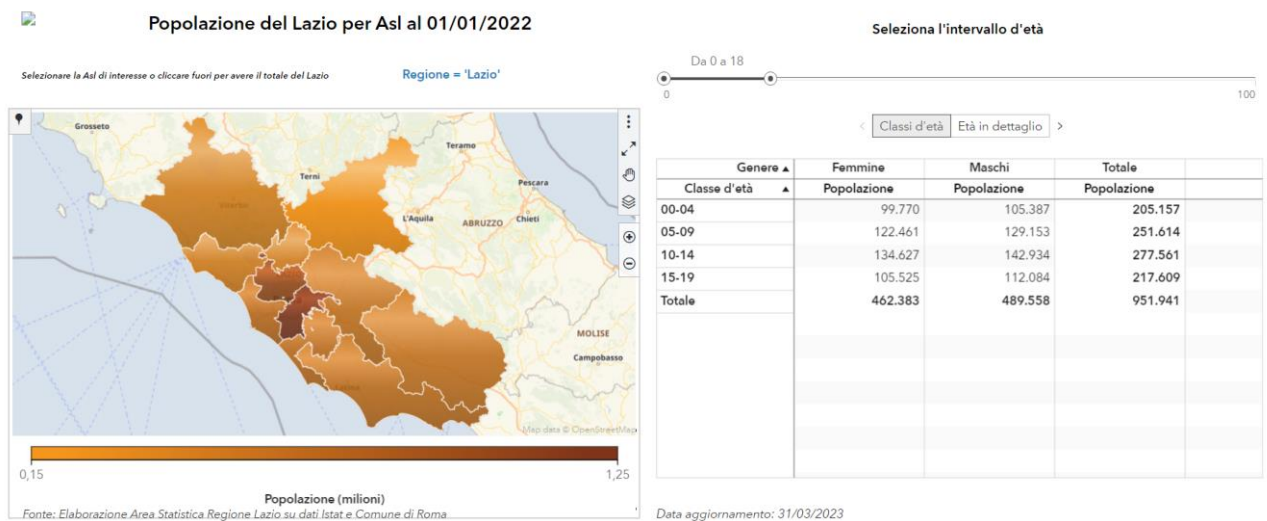 Popolazione del Lazio per Asl al 01/01/2022
Selezionare la Asl di interesse o cliccare fuori per avere il totale del Lazio
Regione = 'Lazio'
Grosseto
Teramo
Terni
Pescara
Viterbo
L'Aquila
Chieti
ABRUZZO
MOLISE
Campobasso
Latina
Map data © OpenStreetMap
0,15 1,25
Popolazione (milioni)
Fonte: Elaborazione Area Statistica Regione Lazio su dati Istat e Comune di Roma
Seleziona l'intervallo d'età
Da 0 a 18
0 100
Classi d'età Età in dettaglio
Genere Femmine Maschi Totale
Classe d'età Popolazione Popolazione Popolazione
00-04 99.770 105.387 205.157
05-09 122.461 129.153 251.614
10-14 134.627 142.934 277.561
15-19 105.525 112.084 217.609
Totale 462.383 489.558 951.941
Data aggiornamento: 31/03/2023